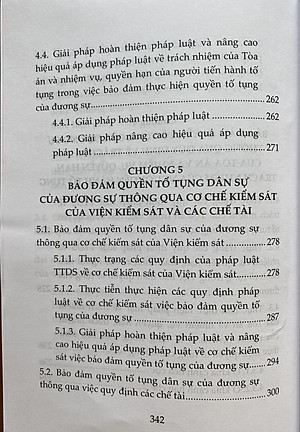 4.4. Giải pháp hoàn thiện pháp luật và nâng cao
hiệu quả áp dụng pháp luật về trách nhiệm của Tòa
án và nhiệm vụ, quyền hạn của người tiến hành tố
tụng trong việc bảo đảm thực hiện quyền tố tụng
của đương sự 262
4.4.1. Giải pháp hoàn thiện pháp luật 262
4.4.2. Giải pháp nâng cao hiệu quả áp dụng
pháp luật 271
CHƯƠNG 5
BẢO ĐẢM QUYỀN TỐ TỤNG DÂN SỰ
CỦA ĐƯƠNG SỰ THÔNG QUA CƠ CHẾ KIỂM SÁT
CỦA VIỆN KIỂM SÁT VÀ CÁC CHẾ TÀI
5.1. Bảo đảm quyền tố tụng dân sự của đương sự
thông qua cơ chế kiểm sát của Viện kiểm sát 278
5.1.1. Thực trạng các quy định của pháp luật
TTDS về cơ chế kiểm sát của Viện kiểm sát 278
5.1.2. Thực tiễn thực hiện các quy định pháp
luật về cơ chế kiểm sát việc bảo đảm quyền tố
tụng của đương sự 287
5.1.3. Giải pháp hoàn thiện pháp luật và nâng
cao hiệu quả áp dụng pháp luật về cơ chế kiểm
sát việc bảo đảm quyền tố tụng của đương sự 294
5.2. Bảo đảm quyền tố tụng dân sự của đương sự
thông qua việc quy định các chế tài 300
342